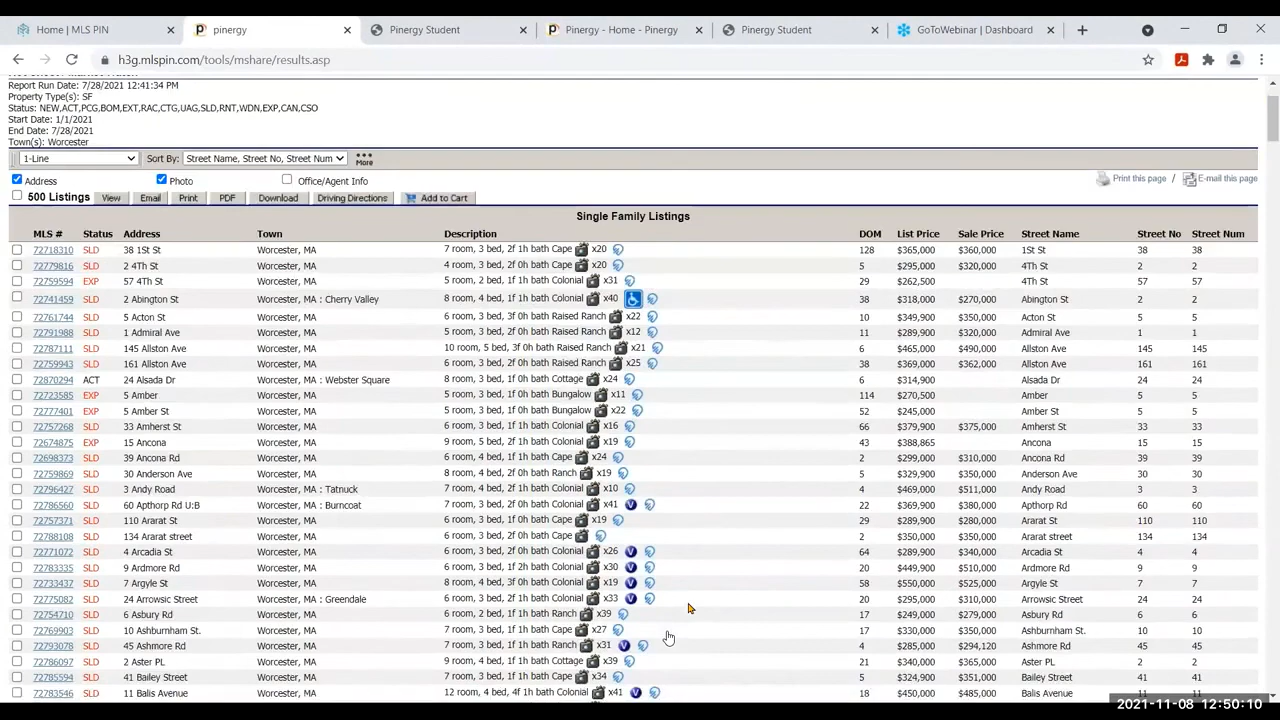 Home | MLS PIN
pinergy
Pinergy Student
Pinergy - Home - Pinergy
Pinergy Student
GoToWebinar | Dashboard
h3g.mlspin.com/tools/mshare/results.asp
Report Run Date: 7/28/2021 12:41:34 PM
Property Type(s): SF
Status: NEW,ACT,PCG,BOM,EXT,RAC,CTG,UAG,SLD,RNT,WDN,EXP,CAN,CSO
Start Date: 1/1/2021
End Date: 7/28/2021
Town(s): Worcester
1-Line Sort By: Street Name, Street No, Street Num More
Address Photo Office/Agent Info Print this page / E-mail this page
500 Listings View Email Print PDF Download Driving Directions Add to Cart
Single Family Listings
MLS # Status Address Town Description DOM List Price Sale Price Street Name Street No Street Num
72718310 SLD 38 1St St Worcester, MA 7 room, 3 bed, 2f 1h bath Cape x20 128 $365,000 $360,000 1St St 38 38
72779816 SLD 2 4Th St Worcester, MA 4 room, 3 bed, 2f 0h bath Cape x20 5 $295,000 $320,000 4Th St 2 2
72759594 EXP 57 4Th St Worcester, MA 5 room, 2 bed, 1f 0h bath Colonial x31 29 $262,500 4Th St 57 57
72741459 SLD 2 Abington St Worcester, MA : Cherry Valley 8 room, 4 bed, 1f 1h bath Colonial x40 38 $318,000 $270,000 Abington St 2 2
72761744 SLD 5 Acton St Worcester, MA 6 room, 3 bed, 3f 0h bath Raised Ranch x22 10 $349,900 $350,000 Acton St 5 5
72791988 SLD 1 Admiral Ave Worcester, MA 5 room, 3 bed, 1f 0h bath Raised Ranch x12 11 $289,900 $320,000 Admiral Ave 1 1
72787111 SLD 145 Allston Ave Worcester, MA 10 room, 5 bed, 3f 0h bath Raised Ranch x21 6 $465,000 $490,000 Allston Ave 145 145
72759943 SLD 161 Allston Ave Worcester, MA 6 room, 3 bed, 2f 0h bath Raised Ranch x25 38 $369,000 $362,000 Allston Ave 161 161
72870294 ACT 24 Alsada Dr Worcester, MA : Webster Square 8 room, 3 bed, 1f 0h bath Cottage x24 6 $314,900 Alsada Dr 24 24
72723585 EXP 5 Amber Worcester, MA 5 room, 3 bed, 1f 0h bath Bungalow x11 114 $270,500 Amber 5 5
72777401 EXP 5 Amber St Worcester, MA 5 room, 3 bed, 1f 0h bath Bungalow x22 52 $245,000 Amber St 5 5
72757268 SLD 33 Amherst St Worcester, MA 6 room, 3 bed, 1f 1h bath Colonial x16 66 $379,900 $375,000 Amherst St 33 33
72674875 EXP 15 Ancona Worcester, MA 9 room, 5 bed, 2f 1h bath Colonial x19 43 $388,865 Ancona 15 15
72698373 SLD 39 Ancona Rd Worcester, MA 6 room, 4 bed, 1f 1h bath Cape x24 2 $299,000 $310,000 Ancona Rd 39 39
72759869 SLD 30 Anderson Ave Worcester, MA 8 room, 4 bed, 2f 0h bath Ranch x19 5 $329,900 $350,000 Anderson Ave 30 30
72796427 SLD 3 Andy Road Worcester, MA : Tatnuck 7 room, 4 bed, 2f 1h bath Colonial x10 4 $469,000 $511,000 Andy Road 3 3
72786560 SLD 60 Apthorp Rd U:B Worcester, MA : Burncoat 7 room, 3 bed, 2f 0h bath Colonial x41 22 $369,900 $380,000 Apthorp Rd 60 60
72757371 SLD 110 Ararat St Worcester, MA 6 room, 3 bed, 1f 0h bath Cape x19 29 $289,900 $280,000 Ararat St 110 110
72788108 SLD 134 Ararat street Worcester, MA 6 room, 3 bed, 2f 0h bath Cape 2 $350,000 $350,000 Ararat street 134 134
72771072 SLD 4 Arcadia St Worcester, MA 6 room, 3 bed, 2f 0h bath Colonial x26 64 $289,900 $340,000 Arcadia St 4 4
72783335 SLD 9 Ardmore Rd Worcester, MA 6 room, 3 bed, 1f 2h bath Colonial x30 20 $449,900 $510,000 Ardmore Rd 9 9
72733437 SLD 7 Argyle St Worcester, MA 8 room, 4 bed, 3f 0h bath Colonial x19 58 $550,000 $525,000 Argyle St 7 7
72775082 SLD 24 Arrowsic Street Worcester, MA : Greendale 6 room, 2 bed, 1f 2h bath Colonial x33 20 $295,000 $310,000 Arrowsic Street 24 24
72754710 SLD 6 Asbury Rd Worcester, MA 6 room, 2 bed, 1f 1h bath Ranch x39 17 $249,000 $279,000 Asbury Rd 6 6
72769903 SLD 10 Ashburnham St. Worcester, MA 7 room, 3 bed, 1f 1h bath Cape x27 17 $330,000 $350,000 Ashburnham St. 10 10
72793078 SLD 45 Ashmore Rd Worcester, MA 7 room, 3 bed, 1f 1h bath Ranch x31 4 $285,000 $294,120 Ashmore Rd 45 45
72786097 SLD 2 Aster PL Worcester, MA 9 room, 4 bed, 1f 1h bath Cottage x39 21 $340,000 $365,000 Aster PL 2 2
72785594 SLD 41 Bailey Street Worcester, MA 7 room, 3 bed, 1f 1h bath Cape x34 5 $324,900 $351,000 Bailey Street 41 41
72783546 SLD 11 Balis Avenue Worcester, MA 12 room, 4 bed, 4f 1h bath Colonial x41 18 $450,000 $485,000 Balis Avenue
2021-11-08 12:50:10